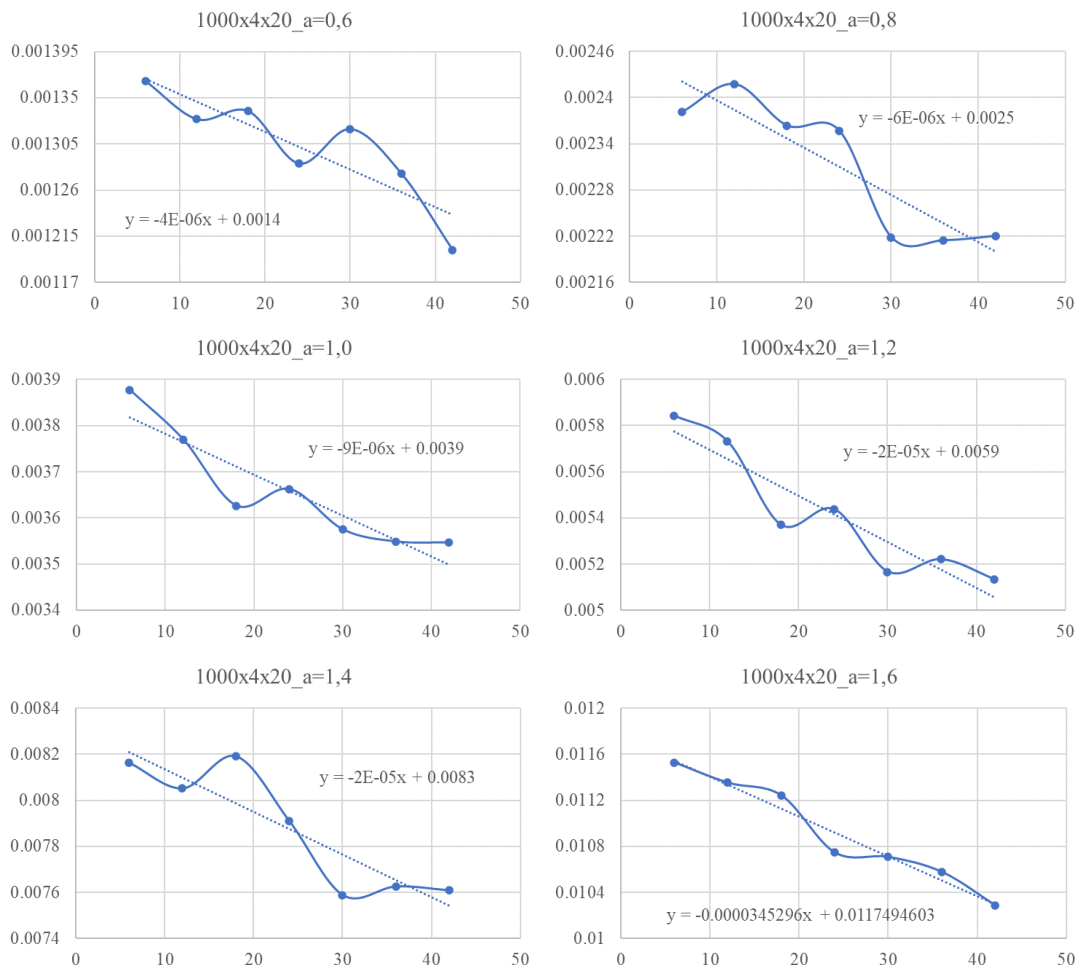 1000x4x20_a=0,6
0.001395
0.00135
0.001305
0.00126
0.001215
0.00117
y = -4E-06x + 0.0014
0 10 20 30 40 50
1000x4x20_a=0,8
0.00246
0.0024
0.00234
0.00228
0.00222
0.00216
y = -6E-06x + 0.0025
0 10 20 30 40 50
1000x4x20_a=1,0
0.0039
0.0038
0.0037
0.0036
0.0035
0.0034
y = -9E-06x + 0.0039
0 10 20 30 40 50
1000x4x20_a=1,2
0.006
0.0058
0.0056
0.0054
0.0052
0.005
y = -2E-05x + 0.0059
0 10 20 30 40 50
1000x4x20_a=1,4
0.0084
0.0082
0.008
0.0078
0.0076
0.0074
y = -2E-05x + 0.0083
0 10 20 30 40 50
1000x4x20_a=1,6
0.012
0.0116
0.0112
0.0108
0.0104
0.01
y = -0.0000345296x + 0.0117494603
0 10 20 30 40 50